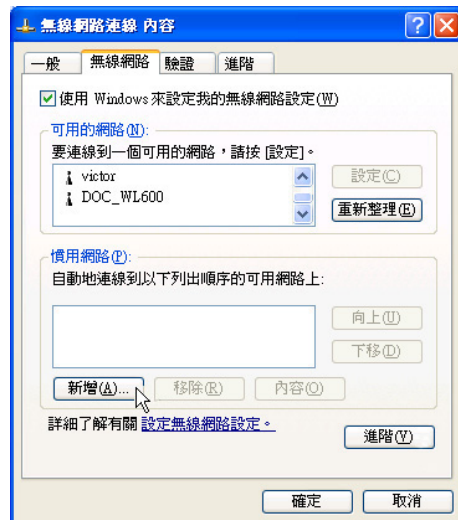 無線網路連線 內容
一般 無線網路 驗證 進階
使用 Windows 來設定我的無線網路設定(W)
可用的網路(N):
要連線到一個可用的網路，請按 [設定]。
victor
DOC_WL600
設定(C)
重新整理(E)
慣用網路(P):
自動地連線到以下列出順序的可用網路上:
向上(U)
下移(D)
新增(A)... 移除(R) 內容(O)
詳細了解有關 設定無線網路設定。
進階(V)
確定 取消